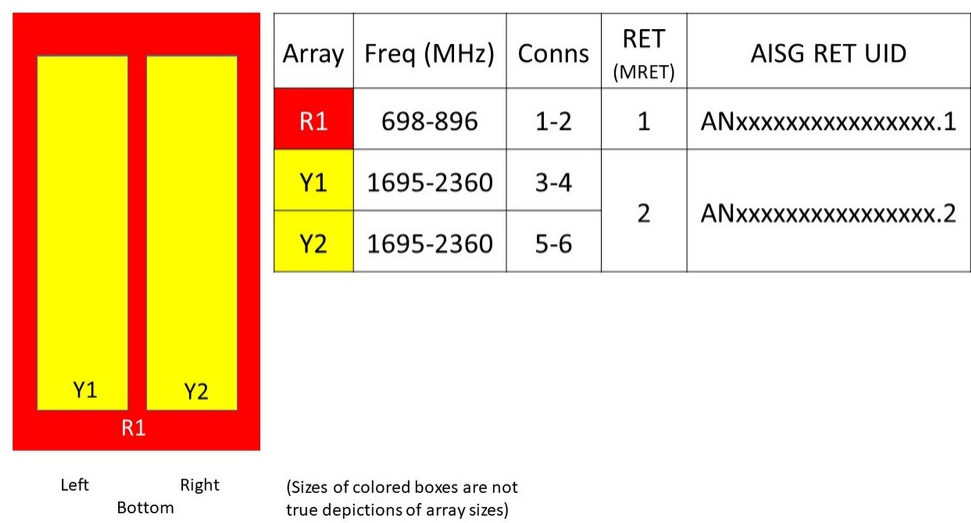 Array Freq (MHz) Conns RET (MRET) AISG RET UID
R1 698-896 1-2 1 ANxxxxxxxxxxxxxxxx.1
Y1 1695-2360 3-4
2 ANxxxxxxxxxxxxxxxx.2
Y2 1695-2360 5-6
Y1 Y2
R1
Left Right
Bottom
(Sizes of colored boxes are not
true depictions of array sizes)